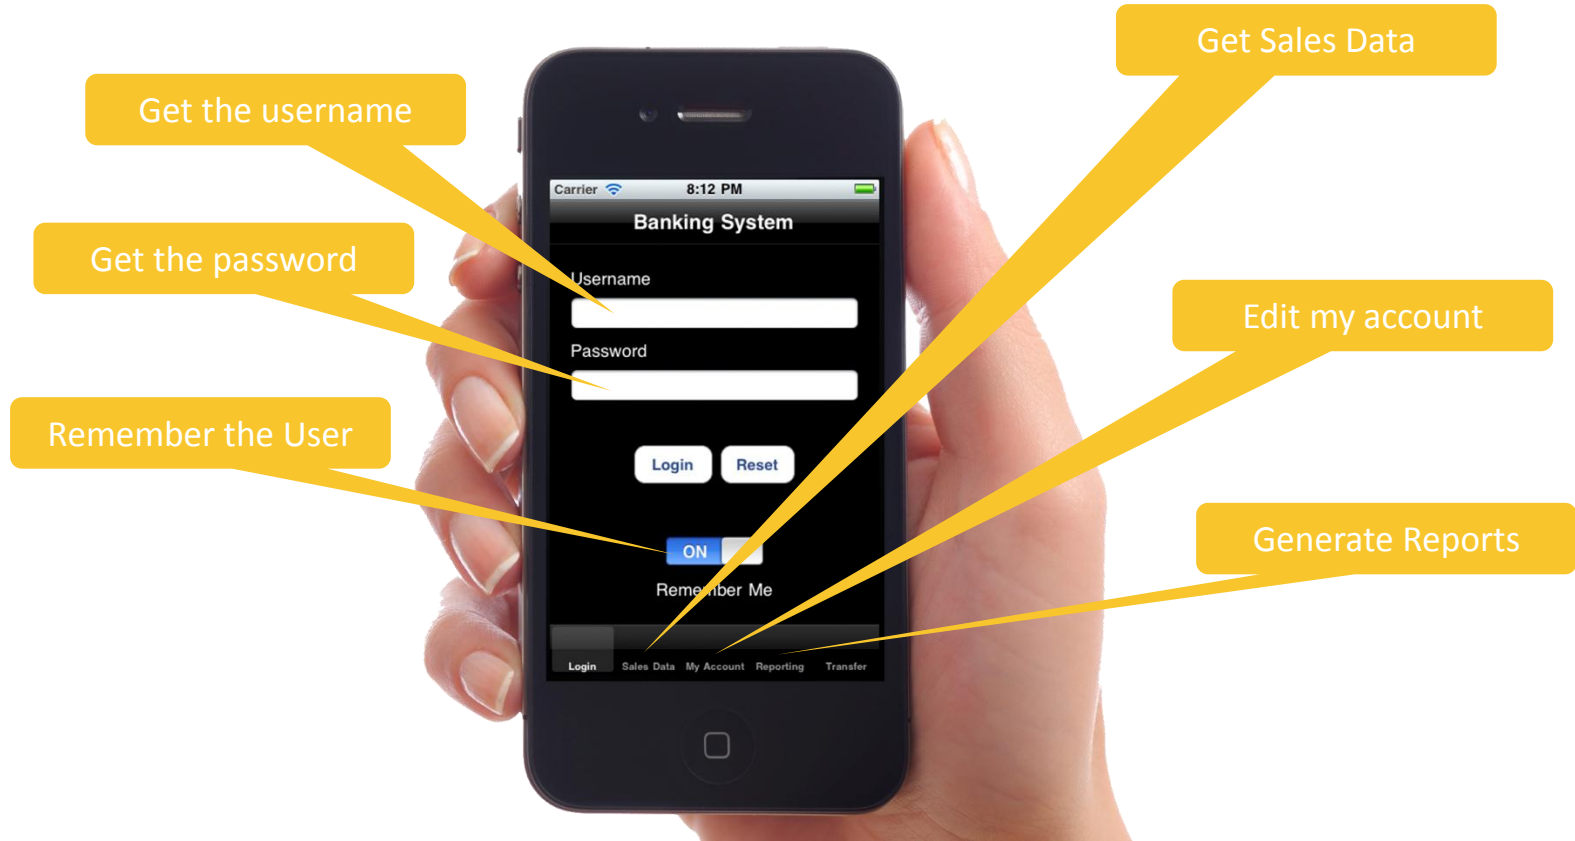 Get Sales Data
Get the username
Carrier 8:12 PM
Banking System
Get the password
Username
Edit my account
Password
Remember the User
Login Reset
Generate Reports
ON
Remember Me
Login Sales Data My Account Reporting Transfer